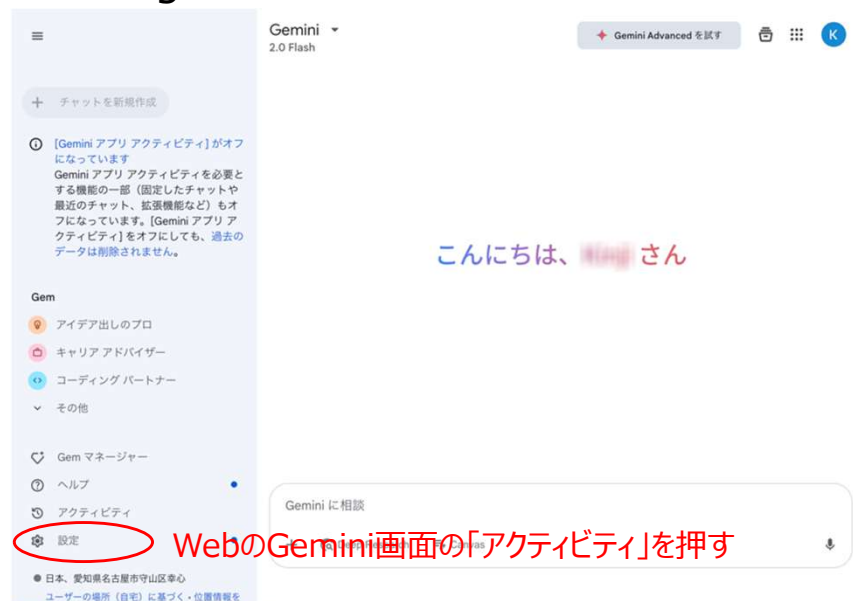 Gemini
2.0 Flash
Gemini Advanced を試す
K
チャットを新規作成
[Gemini アプリ アクティビティ] がオフ
になっています
Gemini アプリ アクティビティを必要と
する機能の一部（固定したチャットや
最近のチャット、拡張機能など）もオ
フになっています。[Gemini アプリ ア
クティビティ] をオフにしても、過去の
データは削除されません。
こんにちは、 さん
Gem
アイデア出しのプロ
キャリア アドバイザー
コーディング パートナー
その他
Gem マネージャー
ヘルプ
アクティビティ
設定
Gemini に相談
Deep Research
Canvas
WebのGemini画面の「アクティビティ」を押す
日本、愛知県名古屋市守山区幸心
ユーザーの場所（自宅）に基づく・位置情報を